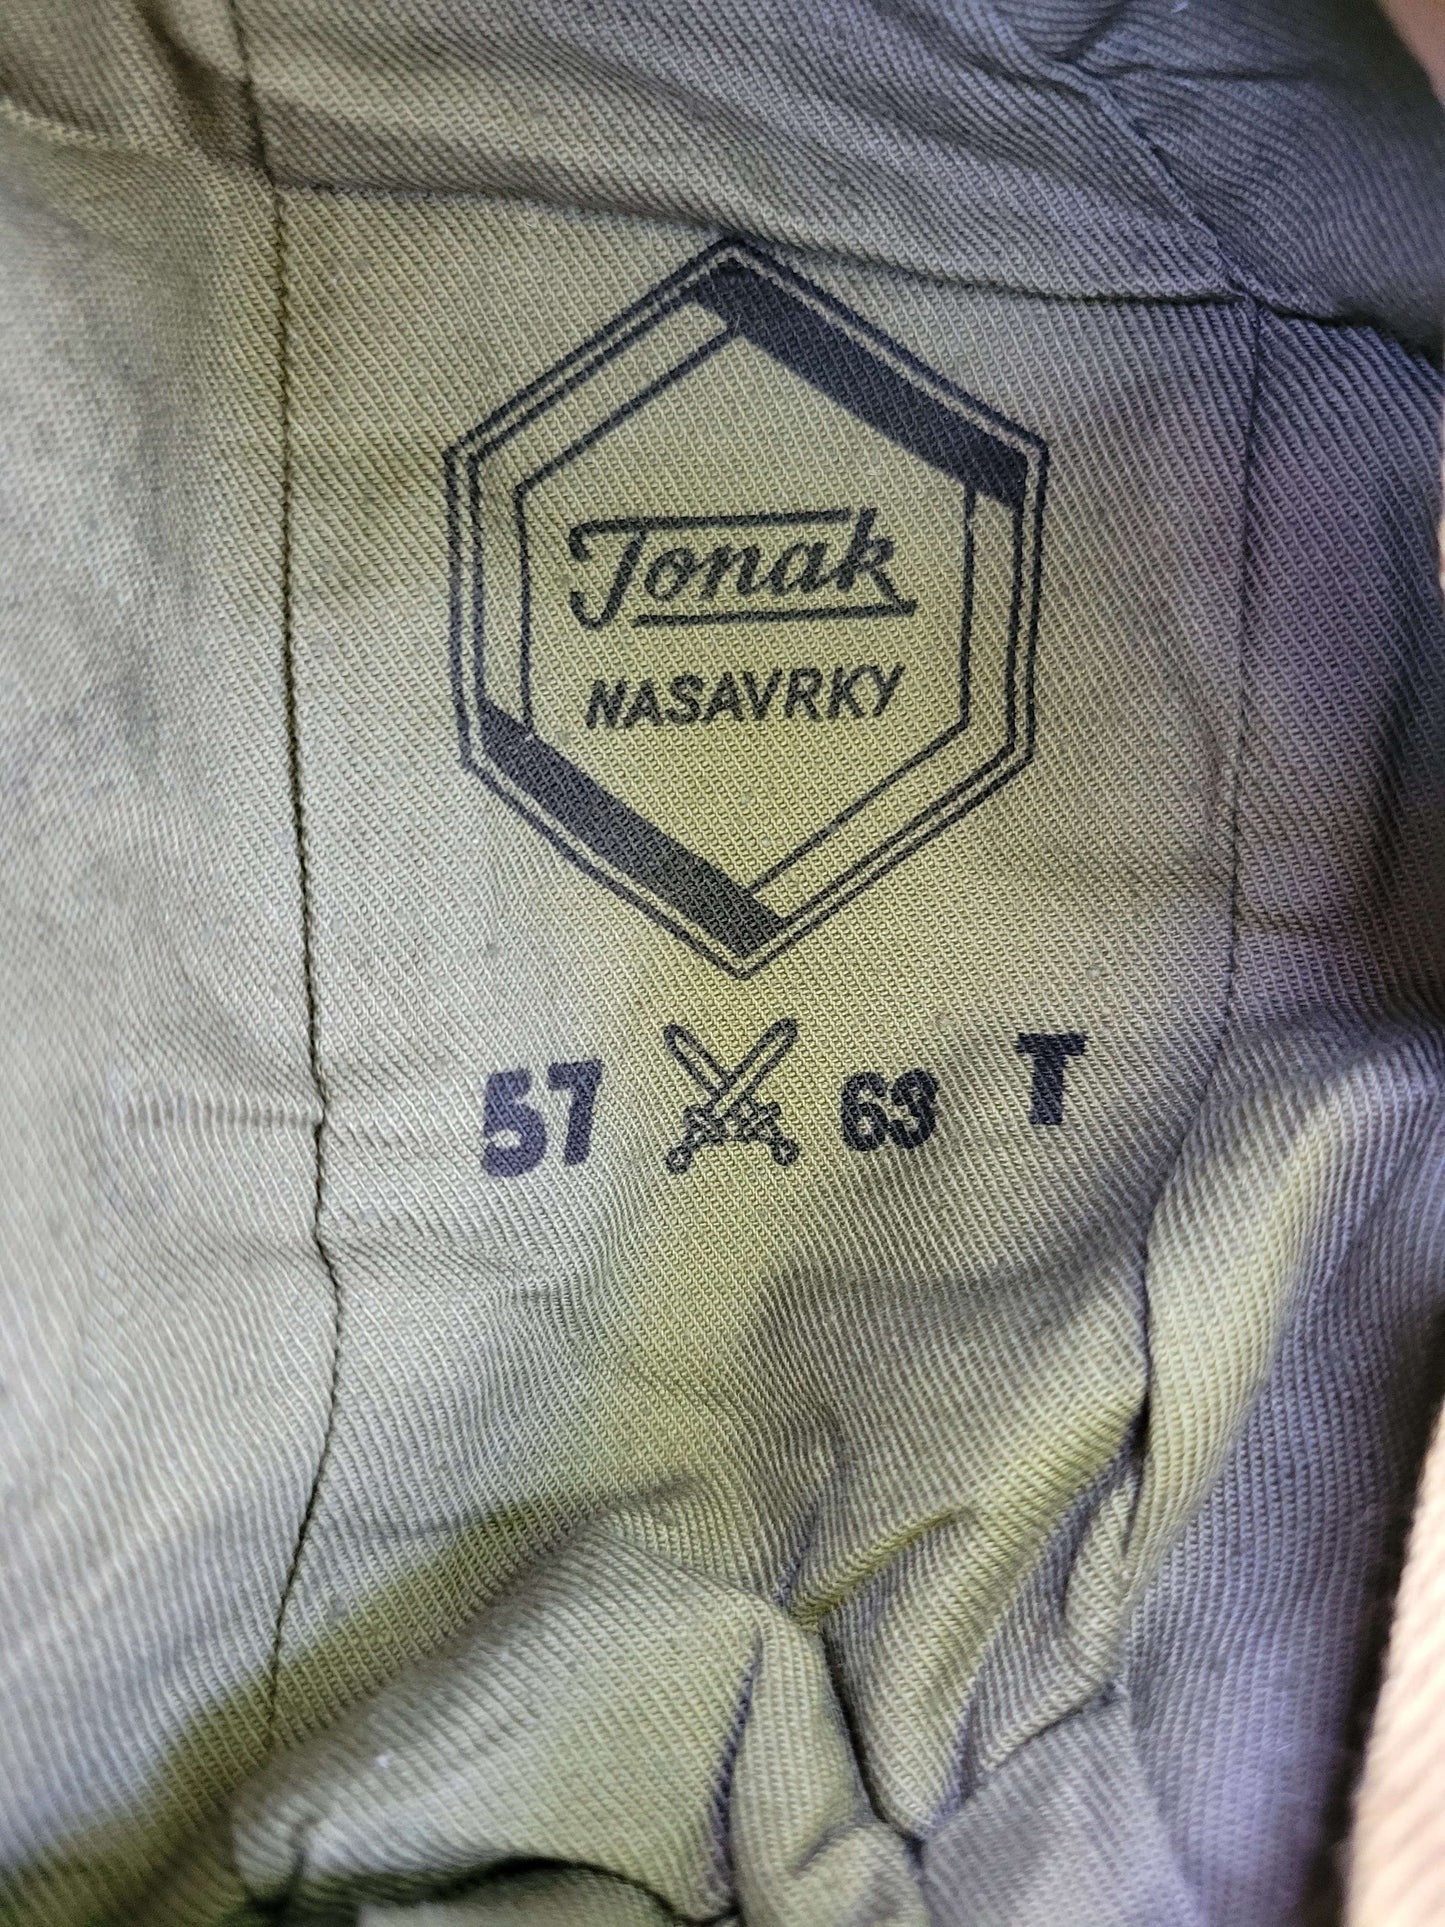 Tonak
NASAVRKY
57 63 T